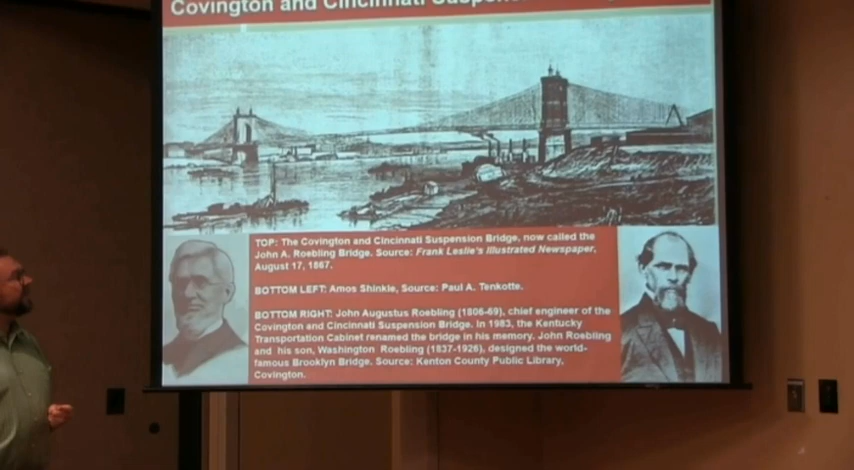 Covington and Cincinnati
TOP: The Covington and Cincinnati Suspension Bridge, now called the
John A. Roebling Bridge. Source: Frank Leslie's Illustrated Newspaper,
August 17, 1867.
BOTTOM LEFT: Amos Shinkle, Source: Paul A. Tenkotte.
BOTTOM RIGHT: John Augustus Roebling (1806-69), chief engineer of the
Covington and Cincinnati Suspension Bridge. In 1983, the Kentucky
Transportation Cabinet renamed the bridge in his memory. John Roebling
and his son, Washington Roebling (1837-1926), designed the world-
famous Brooklyn Bridge. Source: Kenton County Public Library,
Covington.